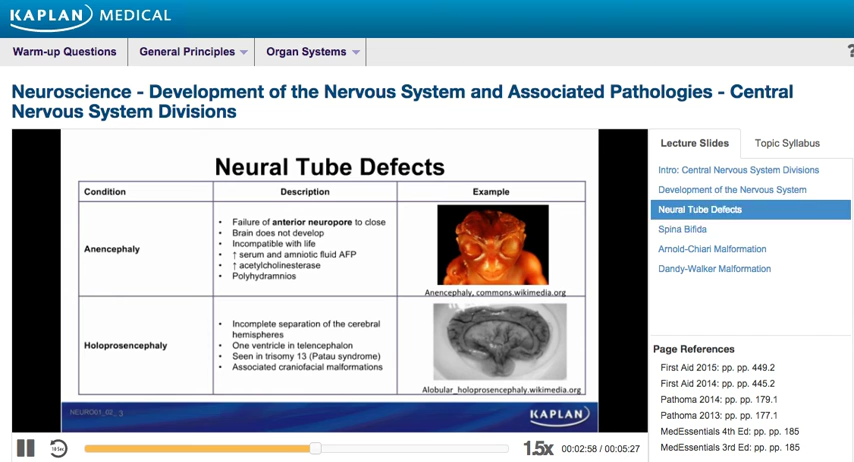 KAPLAN MEDICAL
Warm-up Questions General Principles Organ Systems ?
Neuroscience - Development of the Nervous System and Associated Pathologies - Central
Nervous System Divisions
Neural Tube Defects
Condition Description Example
Anencephaly
• Failure of anterior neuropore to close
• Brain does not develop
• Incompatible with life
• ↑ serum and amniotic fluid AFP
• ↑ acetylcholinesterase
• Polyhydramnios
Anencephaly, commons.wikimedia.org
Holoprosencephaly
• Incomplete separation of the cerebral
hemispheres
• One ventricle in telencephalon
• Seen in trisomy 13 (Patau syndrome)
• Associated craniofacial malformations
Alobular_holoprosencephaly.wikimedia.org
NEURO01_02_3
KAPLAN
10 Sec
1.5x 00:02:58 / 00:05:27
Lecture Slides Topic Syllabus
Intro: Central Nervous System Divisions
Development of the Nervous System
Neural Tube Defects
Spina Bifida
Arnold-Chiari Malformation
Dandy-Walker Malformation
Page References
First Aid 2015: pp. pp. 449.2
First Aid 2014: pp. pp. 445.2
Pathoma 2014: pp. pp. 179.1
Pathoma 2013: pp. pp. 177.1
MedEssentials 4th Ed: pp. pp. 185
MedEssentials 3rd Ed: pp. pp. 185